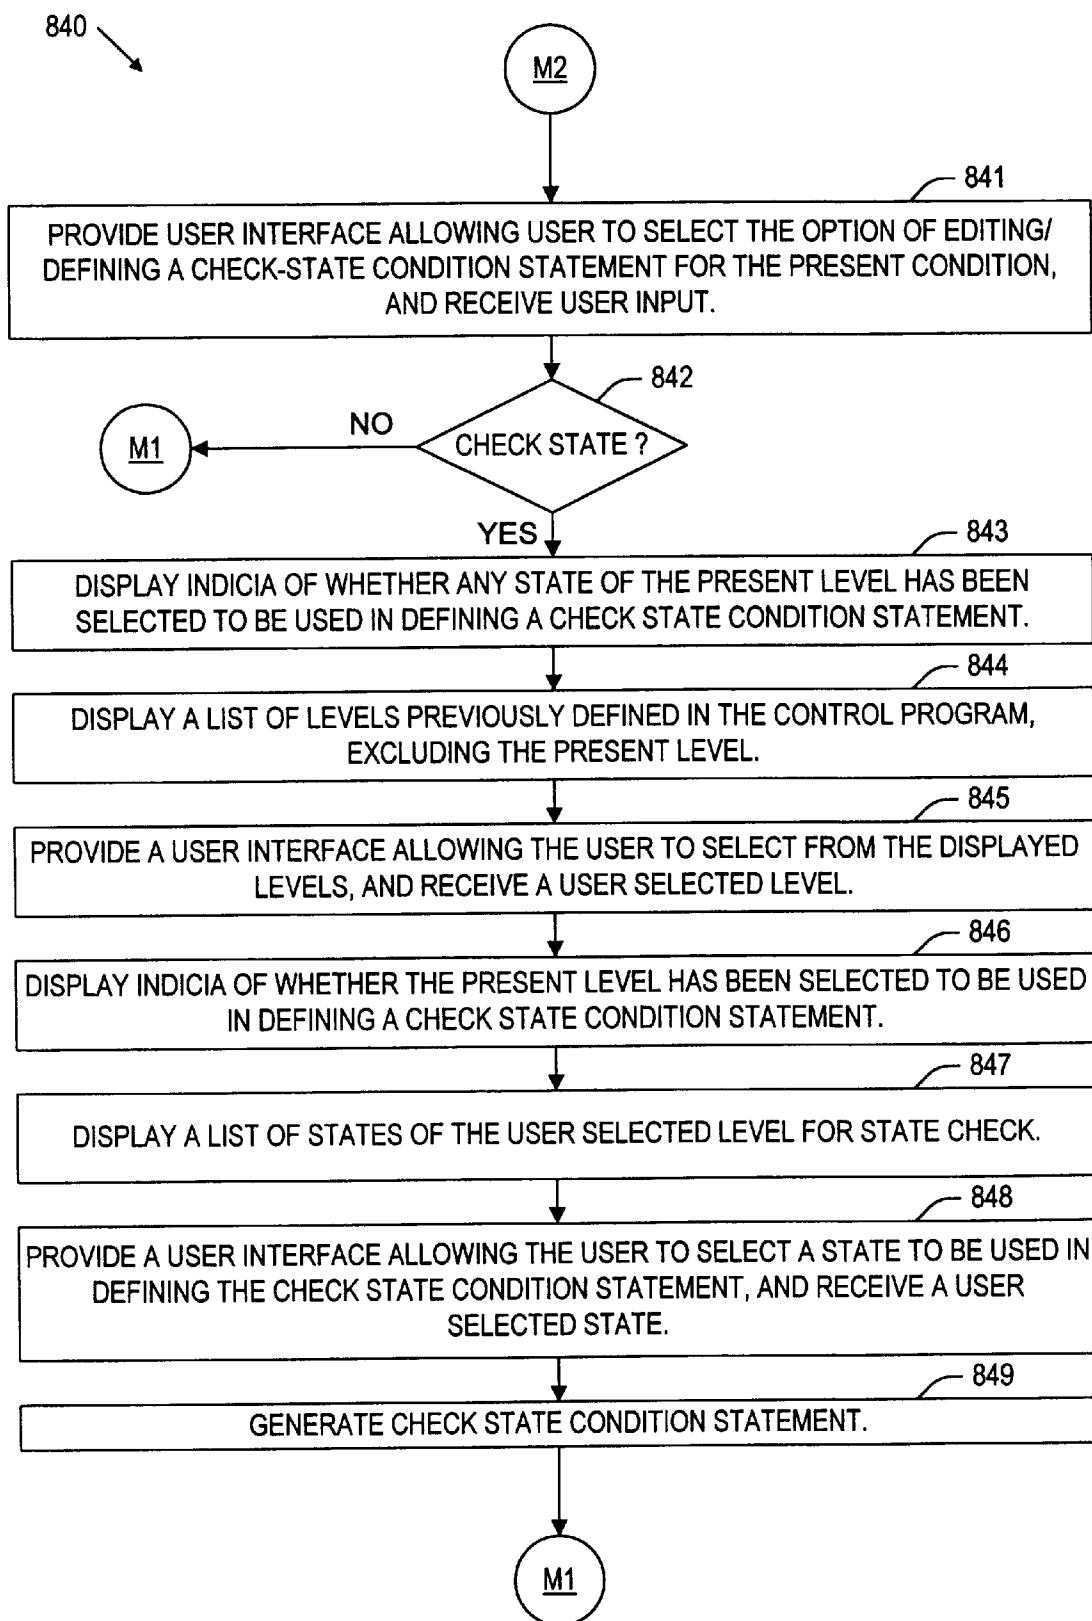 840
M2
841
PROVIDE USER INTERFACE ALLOWING USER TO SELECT THE OPTION OF EDITING/
DEFINING A CHECK-STATE CONDITION STATEMENT FOR THE PRESENT CONDITION,
AND RECEIVE USER INPUT.
842
CHECK STATE ?
NO
M1
YES
843
DISPLAY INDICIA OF WHETHER ANY STATE OF THE PRESENT LEVEL HAS BEEN
SELECTED TO BE USED IN DEFINING A CHECK STATE CONDITION STATEMENT.
844
DISPLAY A LIST OF LEVELS PREVIOUSLY DEFINED IN THE CONTROL PROGRAM,
EXCLUDING THE PRESENT LEVEL.
845
PROVIDE A USER INTERFACE ALLOWING THE USER TO SELECT FROM THE DISPLAYED
LEVELS, AND RECEIVE A USER SELECTED LEVEL.
846
DISPLAY INDICIA OF WHETHER THE PRESENT LEVEL HAS BEEN SELECTED TO BE USED
IN DEFINING A CHECK STATE CONDITION STATEMENT.
847
DISPLAY A LIST OF STATES OF THE USER SELECTED LEVEL FOR STATE CHECK.
848
PROVIDE A USER INTERFACE ALLOWING THE USER TO SELECT A STATE TO BE USED IN
DEFINING THE CHECK STATE CONDITION STATEMENT, AND RECEIVE A USER
SELECTED STATE.
849
GENERATE CHECK STATE CONDITION STATEMENT.
M1